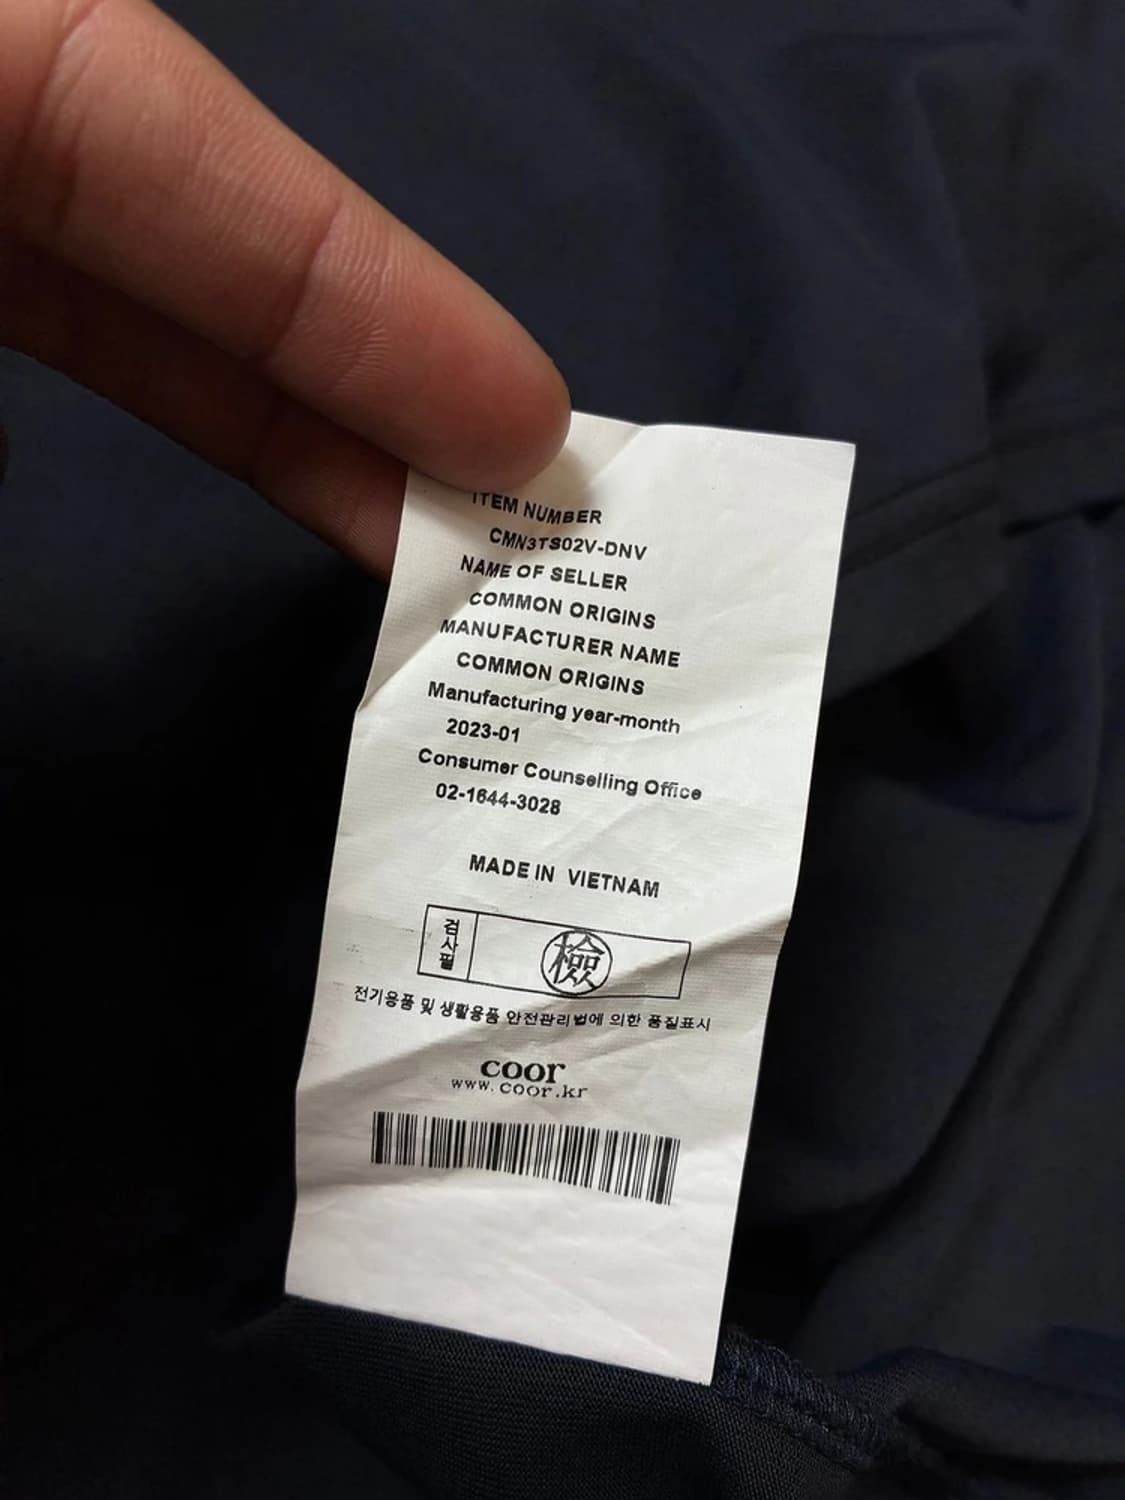 ITEM NUMBER
CMN3TS02V-DNV
NAME OF SELLER
COMMON ORIGINS
MANUFACTURER NAME
COMMON ORIGINS
Manufacturing year-month
2023-01
Consumer Counselling Office
02-1644-3028
MADE IN VIETNAM
검사필
檢
전기용품 및 생활용품 안전관리법에 의한 품질표시
coor
www.coor.kr